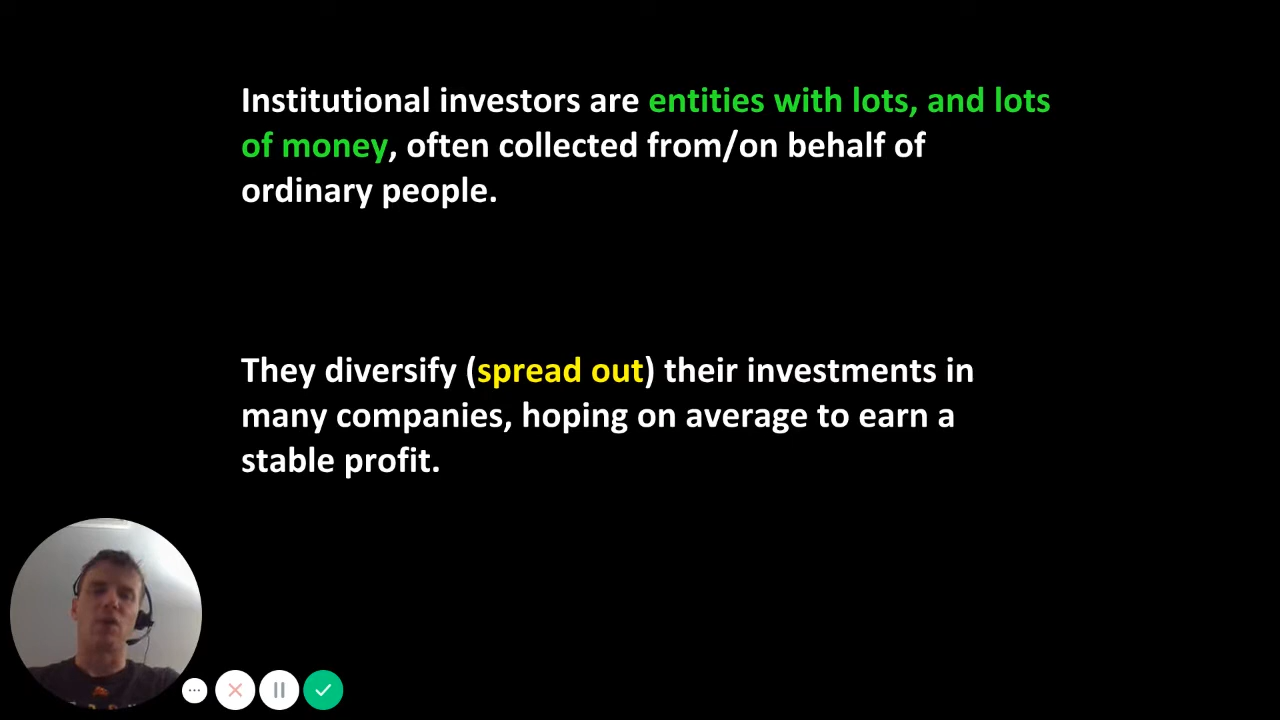 Institutional investors are entities with lots, and lots
of money, often collected from/on behalf of
ordinary people.
They diversify (spread out) their investments in
many companies, hoping on average to earn a
stable profit.